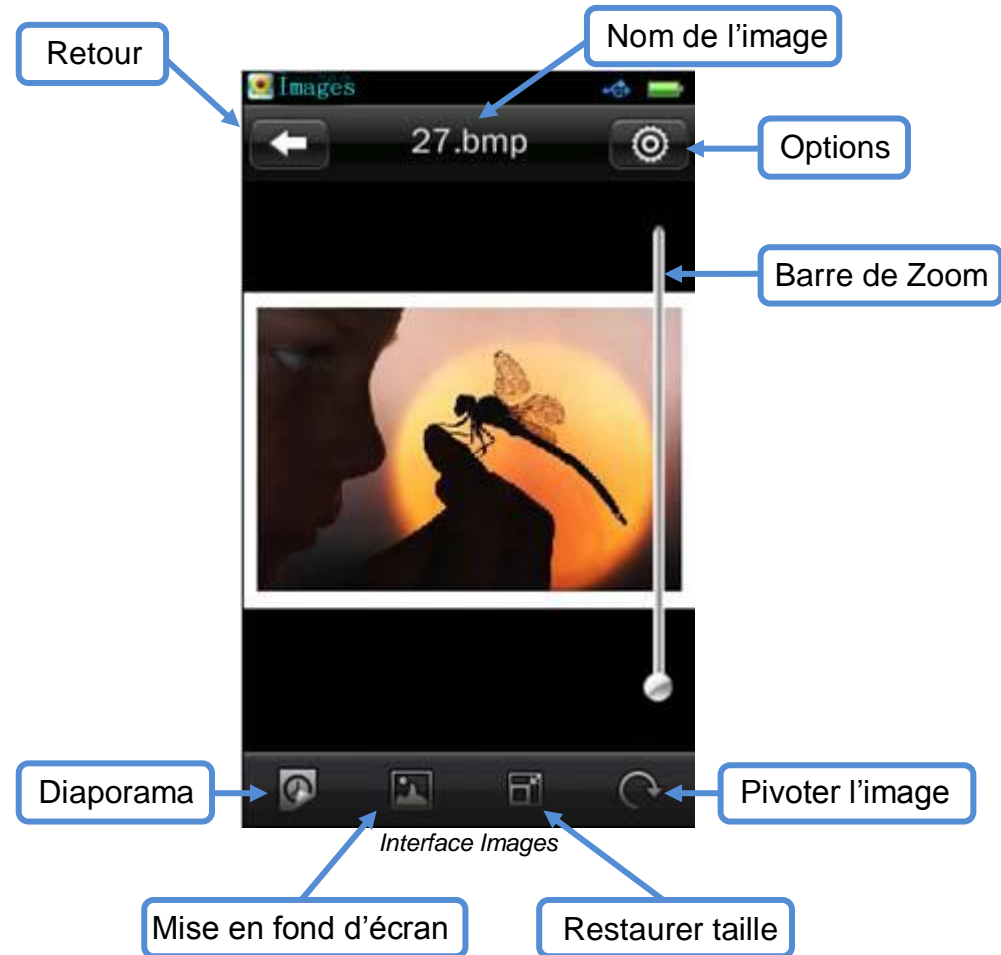 Nom de l'image
Retour
Images
27.bmp
Options
Barre de Zoom
Diaporama
Pivoter l'image
Interface Images
Mise en fond d'écran
Restaurer taille